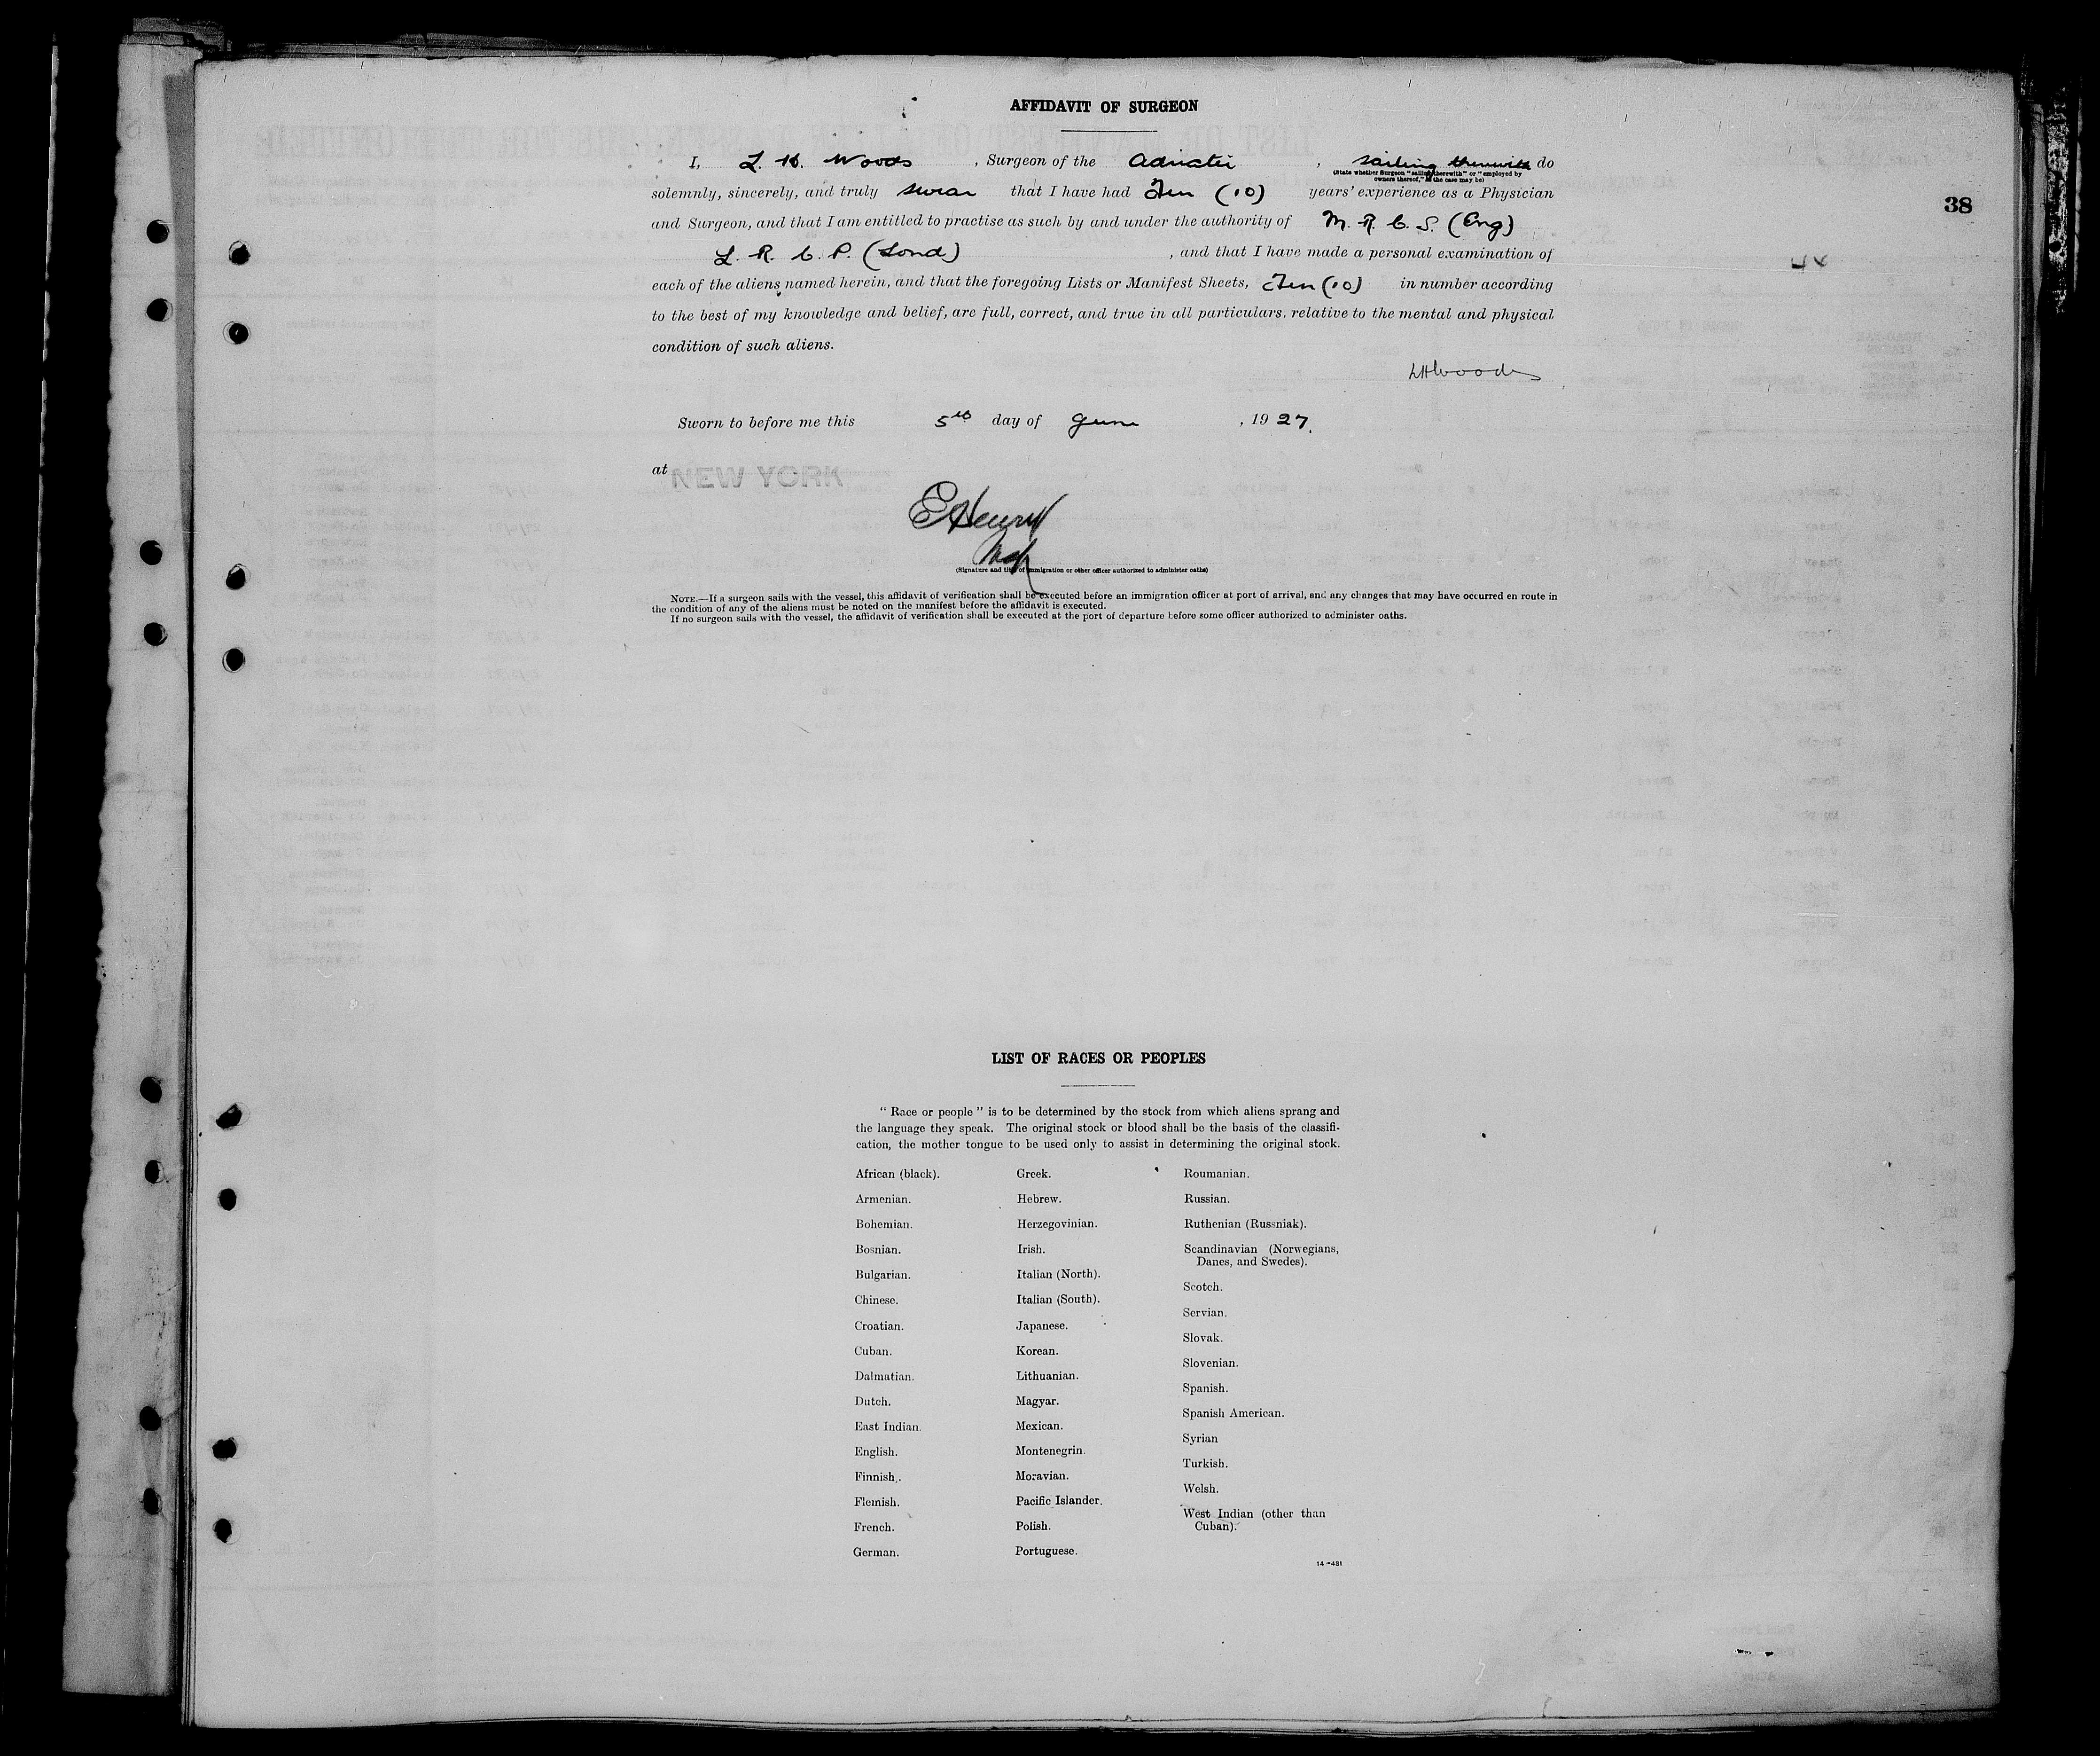 AFFIDAVIT OF SURGEON
I, L. H. Woods, Surgeon of the Adriatic, sailing therewith do
(State whether Surgeon "sailing therewith" or "employed by
owners thereof," as the case may be)
solemnly, sincerely, and truly swear that I have had Ten (10) years' experience as a Physician
and Surgeon, and that I am entitled to practise as such by and under the authority of M. R. C. S. (Eng)
38
L. R. C. P. (Lond), and that I have made a personal examination of
each of the aliens named herein, and that the foregoing Lists or Manifest Sheets, Ten (10) in number according
to the best of my knowledge and belief, are full, correct, and true in all particulars, relative to the mental and physical
condition of such aliens.
LHWoods
Sworn to before me this 5th day of June, 1927.
at NEW YORK
EHenry
(Signature and title of immigration or other officer authorized to administer oaths)
NOTE.—If a surgeon sails with the vessel, this affidavit of verification shall be executed before an immigration officer at port of arrival, and any changes that may have occurred en route in
the condition of any of the aliens must be noted on the manifest before the affidavit is executed.
If no surgeon sails with the vessel, the affidavit of verification shall be executed at the port of departure before some officer authorized to administer oaths.
LIST OF RACES OR PEOPLES
"Race or people" is to be determined by the stock from which aliens sprang and
the language they speak. The original stock or blood shall be the basis of the classifi-
cation, the mother tongue to be used only to assist in determining the original stock.
African (black).
Armenian.
Bohemian.
Bosnian.
Bulgarian.
Chinese.
Croatian.
Cuban.
Dalmatian.
Dutch.
East Indian.
English.
Finnish.
Flemish.
French.
German.
Greek.
Hebrew.
Herzegovinian.
Irish.
Italian (North).
Italian (South).
Japanese.
Korean.
Lithuanian.
Magyar.
Mexican.
Montenegrin.
Moravian.
Pacific Islander.
Polish.
Portuguese.
Roumanian.
Russian.
Ruthenian (Russniak).
Scandinavian (Norwegians,
Danes, and Swedes).
Scotch.
Servian.
Slovak.
Slovenian.
Spanish.
Spanish American.
Syrian
Turkish.
Welsh.
West Indian (other than
Cuban).
14—431